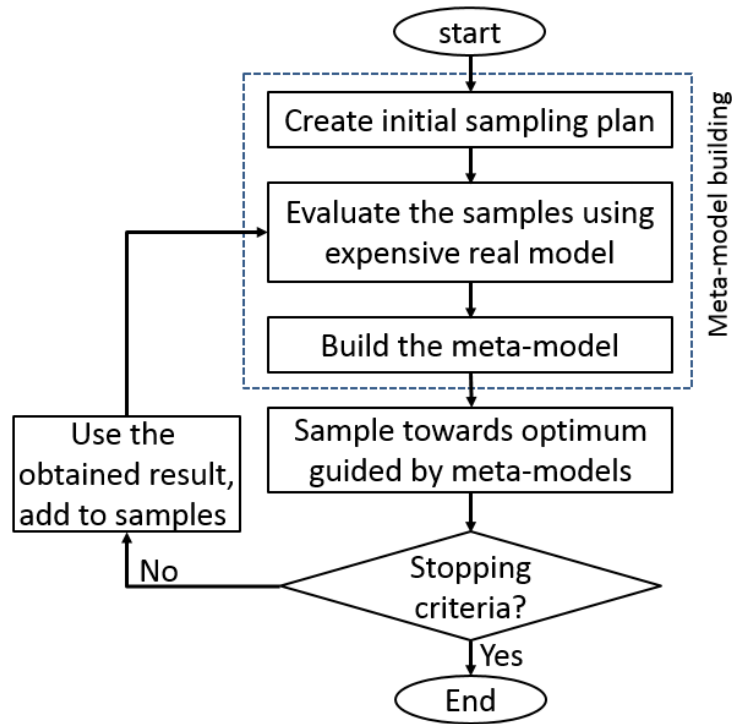 start
Create initial sampling plan
Evaluate the samples using
expensive real model
Build the meta-model
Meta-model building
Sample towards optimum
guided by meta-models
Use the
obtained result,
add to samples
Stopping
criteria?
No
Yes
End